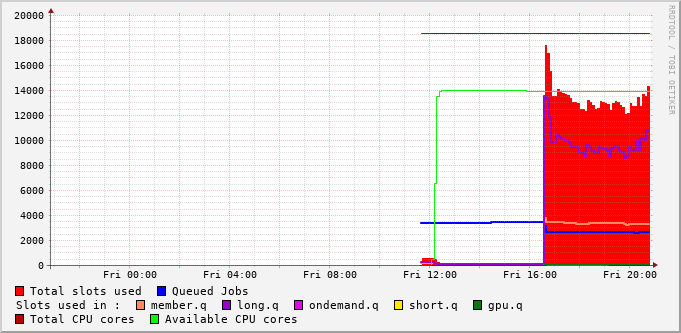 RRDTOOL / TOBI OETIKER
20000
18000
16000
14000
12000
10000
8000
6000
4000
2000
0
Fri 00:00 Fri 04:00 Fri 08:00 Fri 12:00 Fri 16:00 Fri 20:00
Total slots used Queued Jobs
Slots used in : member.q long.q ondemand.q short.q gpu.q
Total CPU cores Available CPU cores